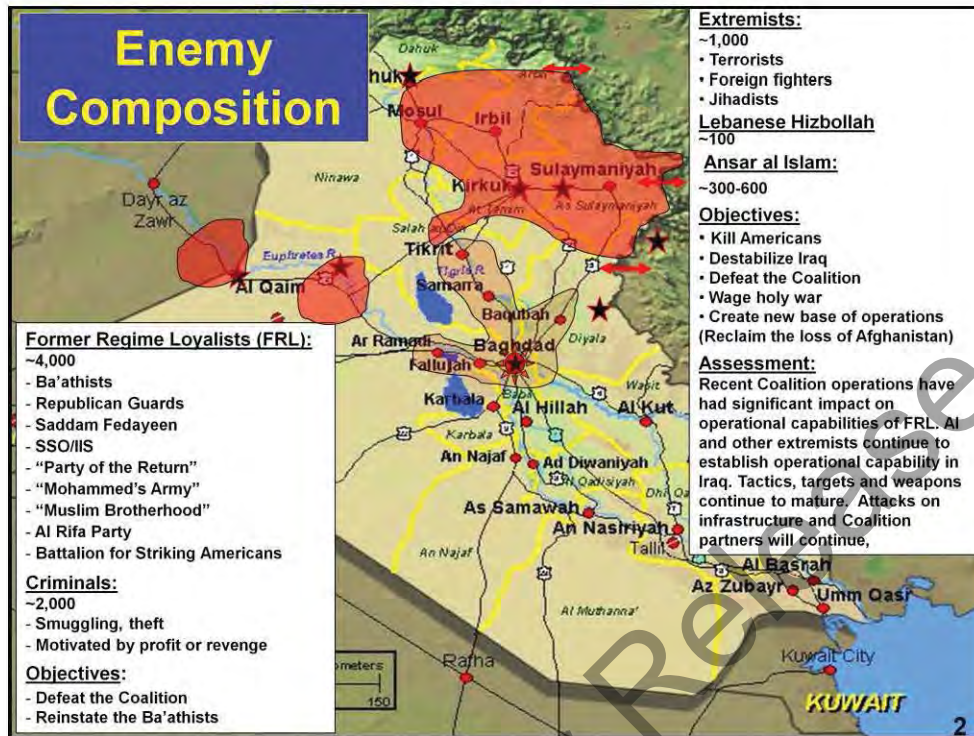 Enemy
Composition
Extremists:
~1,000
• Terrorists
• Foreign fighters
• Jihadists
Lebanese Hizbollah
~100
Ansar al Islam:
~300-600
Objectives:
• Kill Americans
• Destabilize Iraq
• Defeat the Coalition
• Wage holy war
• Create new base of operations
(Reclaim the loss of Afghanistan)
Assessment:
Recent Coalition operations have
had significant impact on
operational capabilities of FRL. AI
and other extremists continue to
establish operational capability in
Iraq. Tactics, targets and weapons
continue to mature. Attacks on
infrastructure and Coalition
partners will continue,
Former Regime Loyalists (FRL):
~4,000
- Ba'athists
- Republican Guards
- Saddam Fedayeen
- SSO/IIS
- “Party of the Return”
- “Mohammed's Army”
- “Muslim Brotherhood”
- Al Rifa Party
- Battalion for Striking Americans
Criminals:
~2,000
- Smuggling, theft
- Motivated by profit or revenge
Objectives:
- Defeat the Coalition
- Reinstate the Ba'athists
Dahuk
huk
Mosul
Irbil
Ninawa
Sulaymaniyah
Kirkuk
As Sulaymaniyah
Dayr az
Zawr
Tikrit
Euphretes R.
Tigris R.
Al Qaim
Samarra
Baqubah
Diyala
Ar Ramadi
Baghdad
Fallujah
Wasit
Karbala
Al Hillah
Al Kut
Karbala
An Najaf
Ad Diwaniyah
Al Qadisiyah
As Samawah
An Nasiriyah
Tallil
An Najaf
Al Basrah
Az Zubayr
Umm Qasr
Al Muthanna'
Rafha
Kuwait City
KUWAIT
ometers
150
2
Release